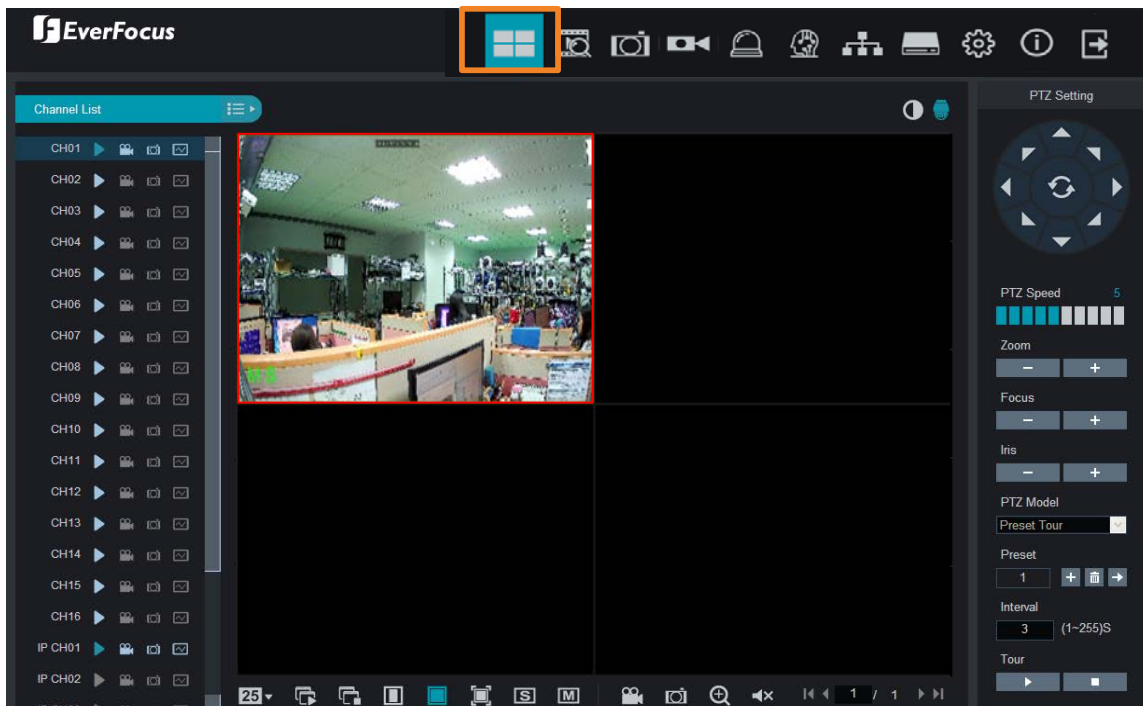 EverFocus
Channel List
PTZ Setting
CH01
CH02
CH03
CH04
CH05
CH06
CH07
CH08
CH09
CH10
CH11
CH12
CH13
CH14
CH15
CH16
IP CH01
IP CH02
PTZ Speed 5
Zoom
- +
Focus
- +
Iris
- +
PTZ Model
Preset Tour
Preset
1
Interval
3 (1~255)S
Tour
25
S
M
1 / 1